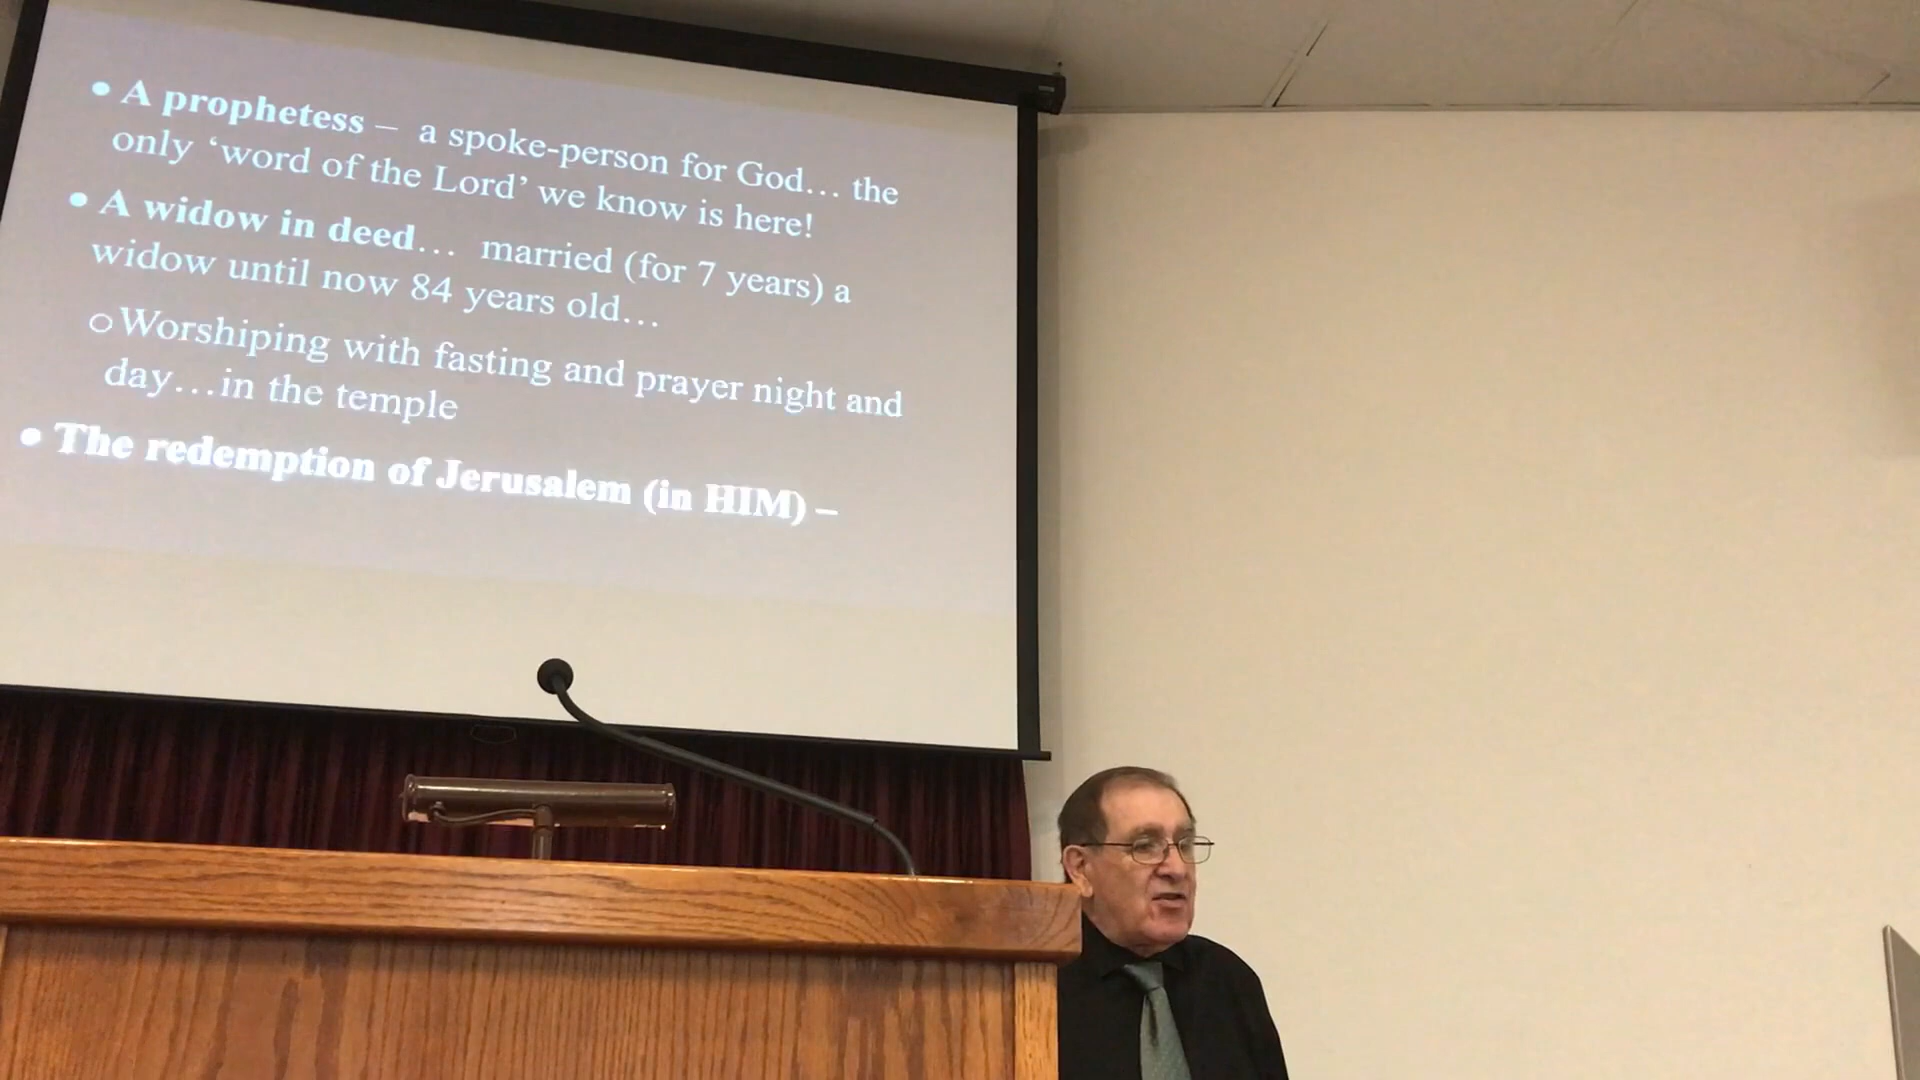 • A prophetess – a spoke-person for God… the
only ‘word of the Lord’ we know is here!
• A widow in deed… married (for 7 years) a
widow until now 84 years old…
○ Worshiping with fasting and prayer night and
day…in the temple
• The redemption of Jerusalem (in HIM) –